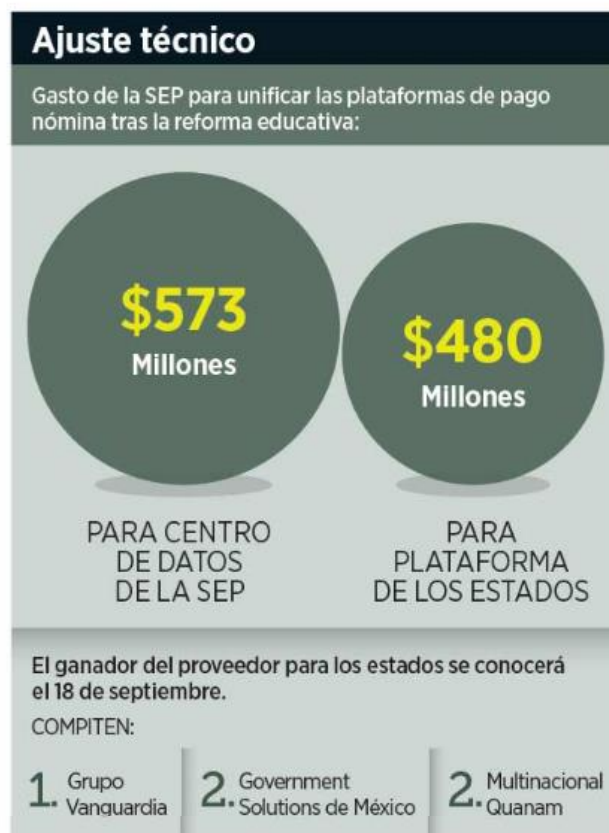 Ajuste técnico
Gasto de la SEP para unificar las plataformas de pago
nómina tras la reforma educativa:
$573
Millones
$480
Millones
PARA CENTRO
DE DATOS
DE LA SEP
PARA
PLATAFORMA
DE LOS ESTADOS
El ganador del proveedor para los estados se conocerá
el 18 de septiembre.
COMPITEN:
1. Grupo
Vanguardia
2. Government
Solutions de México
2. Multinacional
Quanam